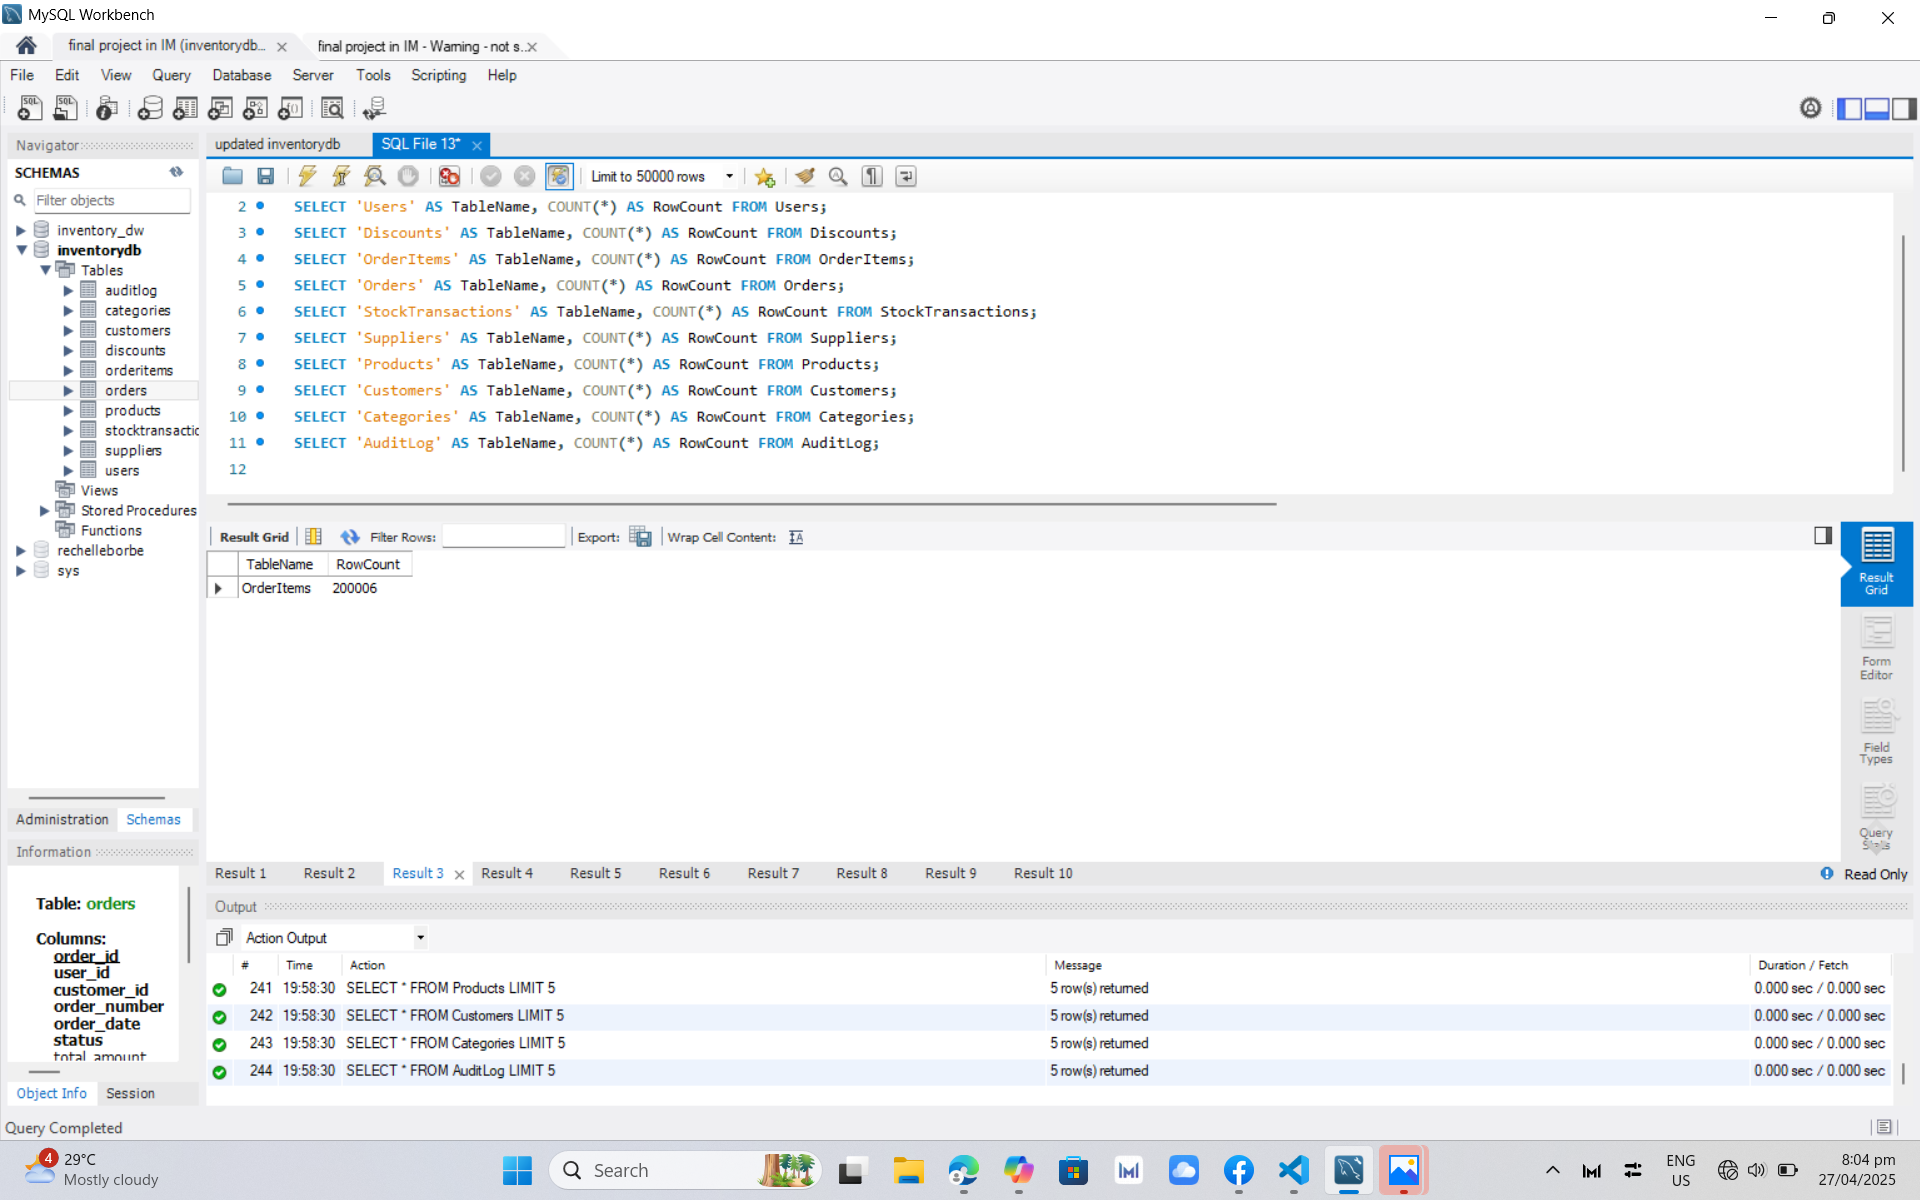 MySQL Workbench
final project in IM (inventorydb...
final project in IM - Warning - not s...
File Edit View Query Database Server Tools Scripting Help
Navigator
SCHEMAS
Filter objects
inventory_dw
inventorydb
Tables
auditlog
categories
customers
discounts
orderitems
orders
products
stocktransactic
suppliers
users
Views
Stored Procedures
Functions
rechelleborbe
sys
Administration Schemas
Information
Table: orders
Columns:
order_id
user_id
customer_id
order_number
order_date
status
total_amount
Object Info Session
Query Completed
updated inventorydb
SQL File 13*
Limit to 50000 rows
2 SELECT 'Users' AS TableName, COUNT(*) AS RowCount FROM Users;
3 SELECT 'Discounts' AS TableName, COUNT(*) AS RowCount FROM Discounts;
4 SELECT 'OrderItems' AS TableName, COUNT(*) AS RowCount FROM OrderItems;
5 SELECT 'Orders' AS TableName, COUNT(*) AS RowCount FROM Orders;
6 SELECT 'StockTransactions' AS TableName, COUNT(*) AS RowCount FROM StockTransactions;
7 SELECT 'Suppliers' AS TableName, COUNT(*) AS RowCount FROM Suppliers;
8 SELECT 'Products' AS TableName, COUNT(*) AS RowCount FROM Products;
9 SELECT 'Customers' AS TableName, COUNT(*) AS RowCount FROM Customers;
10 SELECT 'Categories' AS TableName, COUNT(*) AS RowCount FROM Categories;
11 SELECT 'AuditLog' AS TableName, COUNT(*) AS RowCount FROM AuditLog;
12
Result Grid Filter Rows: Export: Wrap Cell Content:
TableName RowCount
OrderItems 200006
Result Grid
Form Editor
Field Types
Query Stats
Result 1 Result 2 Result 3 Result 4 Result 5 Result 6 Result 7 Result 8 Result 9 Result 10
Read Only
Output
Action Output
# Time Action Message Duration / Fetch
241 19:58:30 SELECT * FROM Products LIMIT 5 5 row(s) returned 0.000 sec / 0.000 sec
242 19:58:30 SELECT * FROM Customers LIMIT 5 5 row(s) returned 0.000 sec / 0.000 sec
243 19:58:30 SELECT * FROM Categories LIMIT 5 5 row(s) returned 0.000 sec / 0.000 sec
244 19:58:30 SELECT * FROM AuditLog LIMIT 5 5 row(s) returned 0.000 sec / 0.000 sec
4
29°C
Mostly cloudy
Search
ENG
US
8:04 pm
27/04/2025